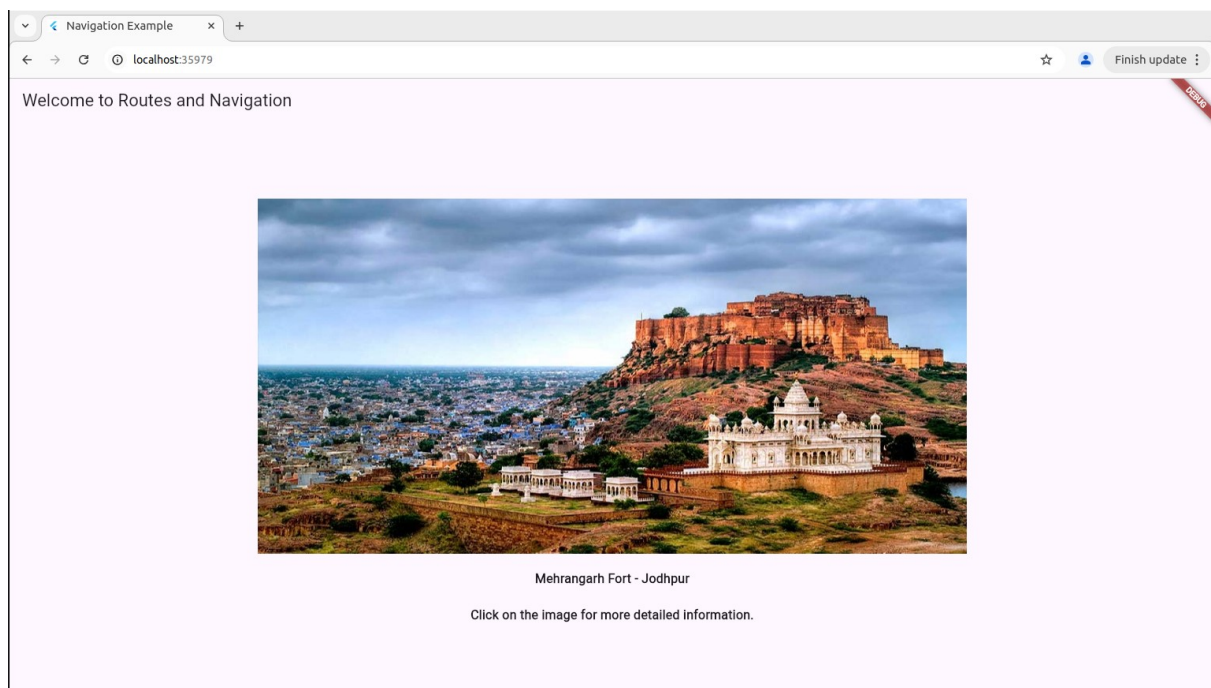 Navigation Example
localhost:35979
Finish update
Welcome to Routes and Navigation
DEBUG
Mehrangarh Fort - Jodhpur
Click on the image for more detailed information.